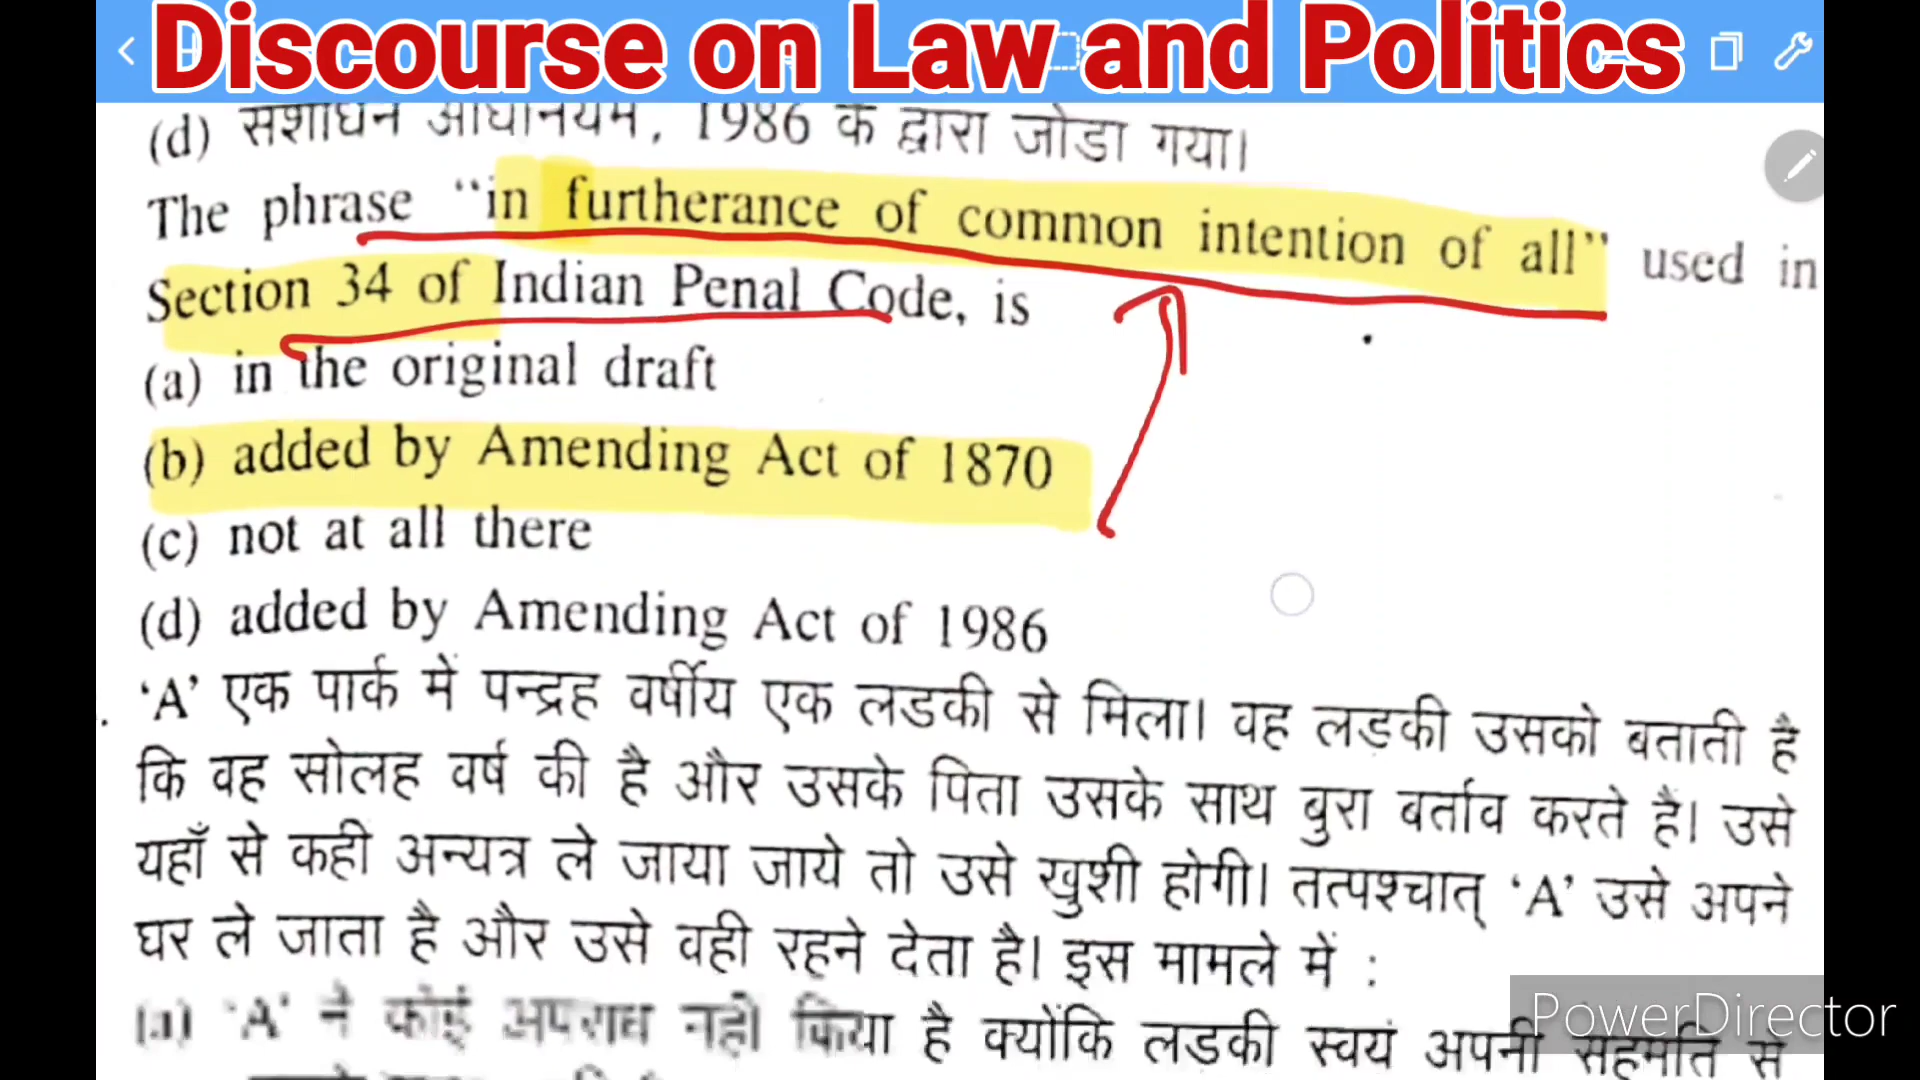 Discourse on Law and Politics
(d) संशोधन अधिनियम, 1986 के द्वारा जोडा गया।
The phrase “in furtherance of common intention of all” used in
Section 34 of Indian Penal Code, is
(a) in the original draft
(b) added by Amending Act of 1870
(c) not at all there
(d) added by Amending Act of 1986
‘A’ एक पार्क में पन्द्रह वर्षीय एक लडकी से मिला। वह लड़की उसको बताती है
कि वह सोलह वर्ष की है और उसके पिता उसके साथ बुरा बर्ताव करते है। उसे
यहाँ से कही अन्यत्र ले जाया जाये तो उसे खुशी होगी। तत्पश्चात् ‘A’ उसे अपने
घर ले जाता है और उसे वही रहने देता है। इस मामले में :
(a) ‘A’ ने कोई अपराध नही किया है क्योंकि लडकी स्वयं अपनी सहमति से
PowerDirector